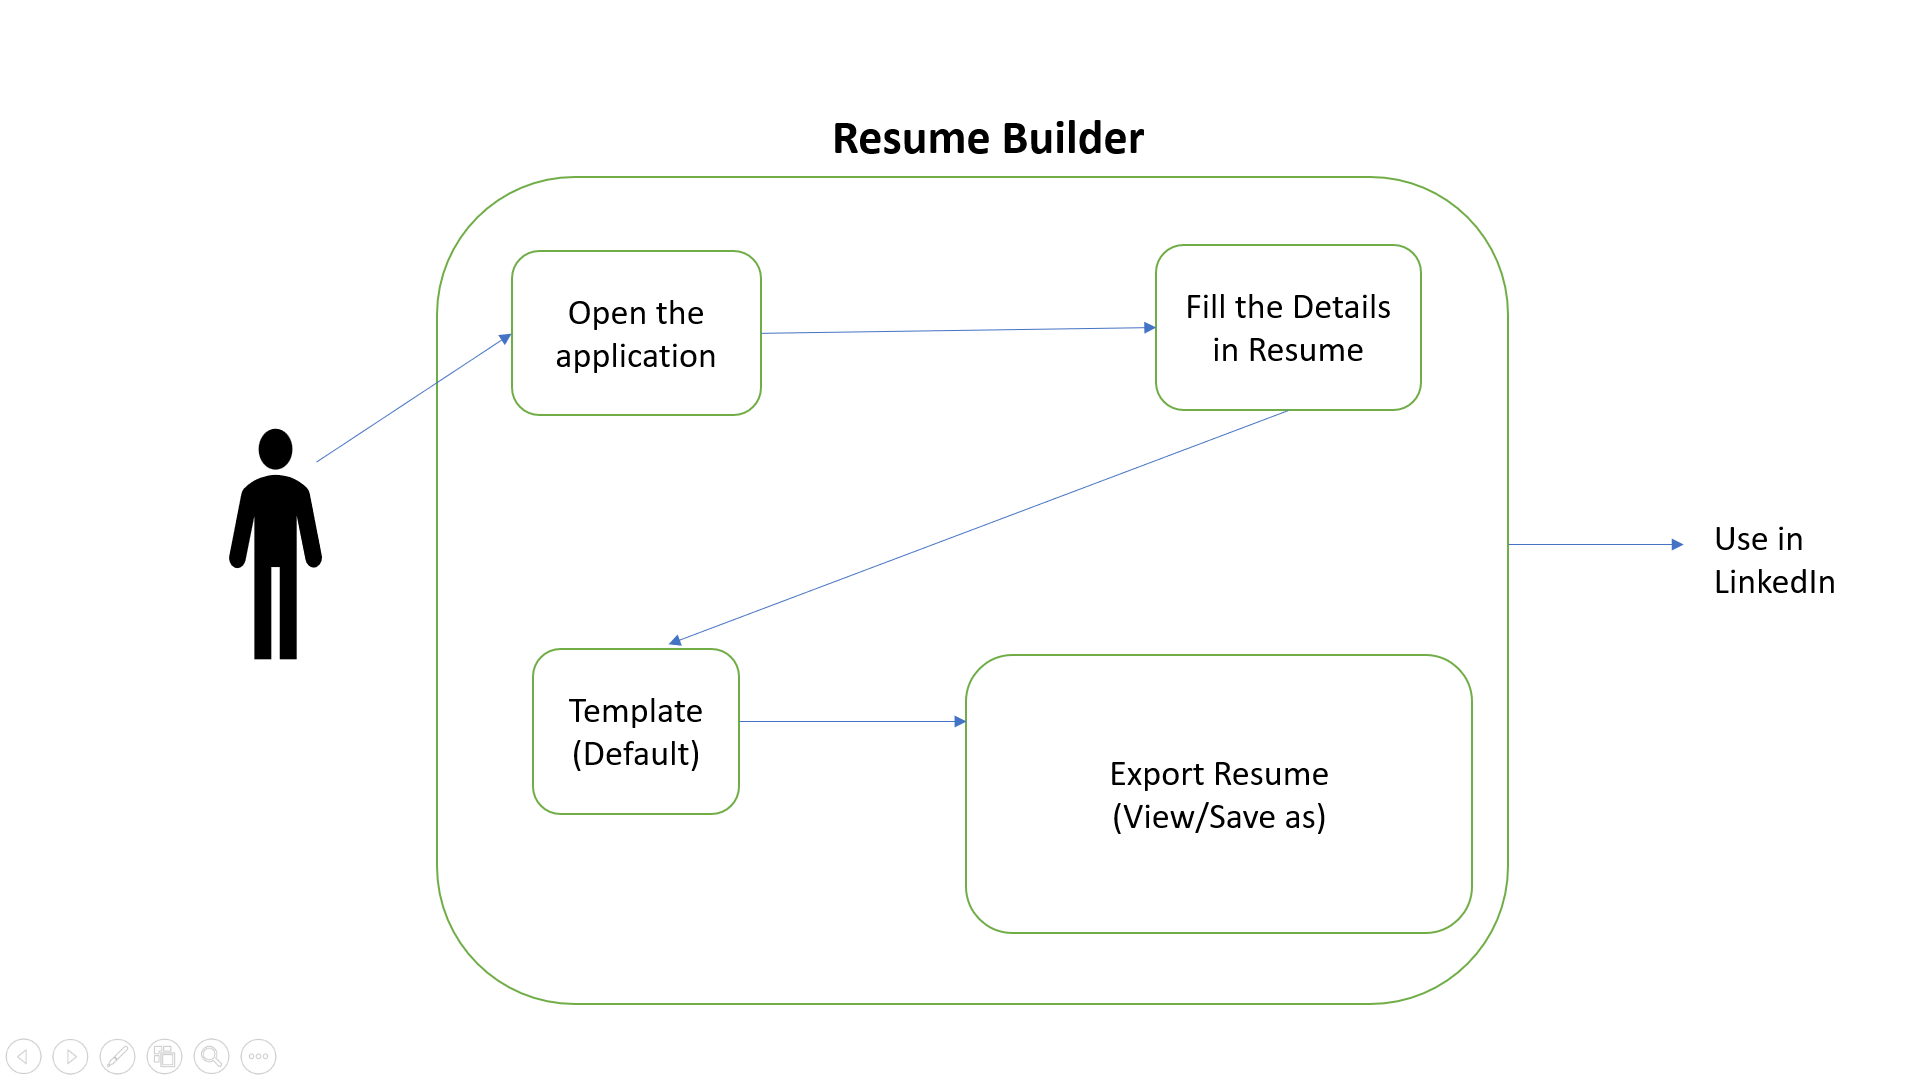 Resume Builder
Open the
application
Fill the Details
in Resume
Use in
LinkedIn
Template
(Default)
Export Resume
(View/Save as)